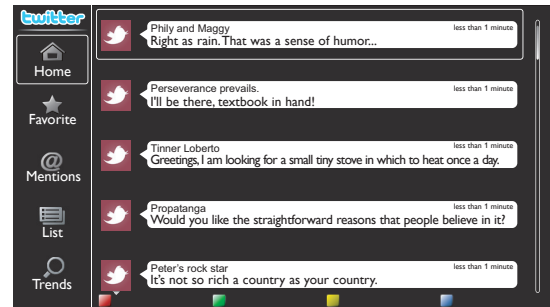 twitter
Home
Favorite
@
Mentions
List
Trends
Phily and Maggy
less than 1 minute
Right as rain. That was a sense of humor...
Perseverance prevails.
less than 1 minute
I'll be there, textbook in hand!
Tinner Loberto
less than 1 minute
Greetings, I am looking for a small tiny stove in which to heat once a day.
Propatanga
less than 1 minute
Would you like the straightforward reasons that people believe in it?
Peter's rock star
less than 1 minute
It's not so rich a country as your country.